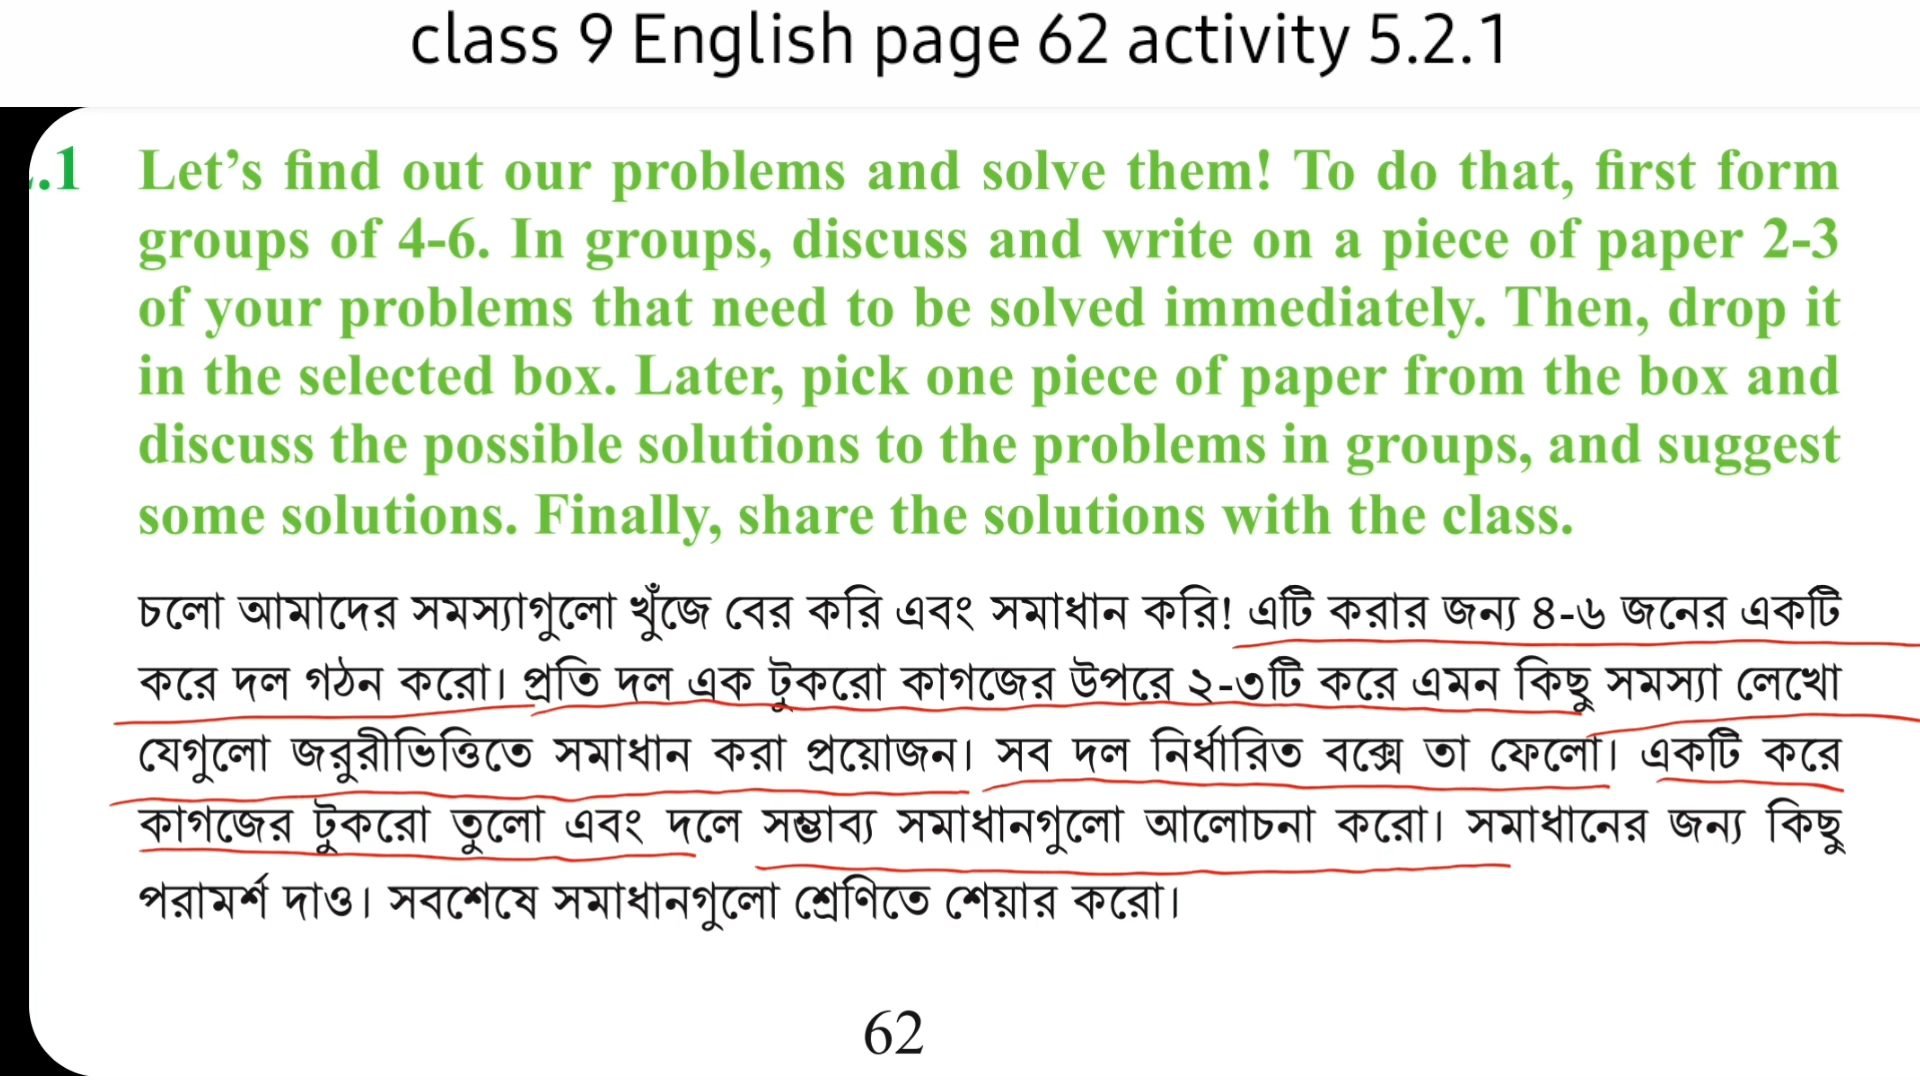 class 9 English page 62 activity 5.2.1
.1 Let's find out our problems and solve them! To do that, first form
groups of 4-6. In groups, discuss and write on a piece of paper 2-3
of your problems that need to be solved immediately. Then, drop it
in the selected box. Later, pick one piece of paper from the box and
discuss the possible solutions to the problems in groups, and suggest
some solutions. Finally, share the solutions with the class.
চলো আমাদের সমস্যাগুলো খুঁজে বের করি এবং সমাধান করি! এটি করার জন্য ৪-৬ জনের একটি
করে দল গঠন করো। প্রতি দল এক টুকরো কাগজের উপরে ২-৩টি করে এমন কিছু সমস্যা লেখো
যেগুলো জরুরীভিত্তিতে সমাধান করা প্রয়োজন। সব দল নির্ধারিত বক্সে তা ফেলো। একটি করে
কাগজের টুকরো তুলো এবং দলে সম্ভাব্য সমাধানগুলো আলোচনা করো। সমাধানের জন্য কিছু
পরামর্শ দাও। সবশেষে সমাধানগুলো শ্রেণিতে শেয়ার করো।
62